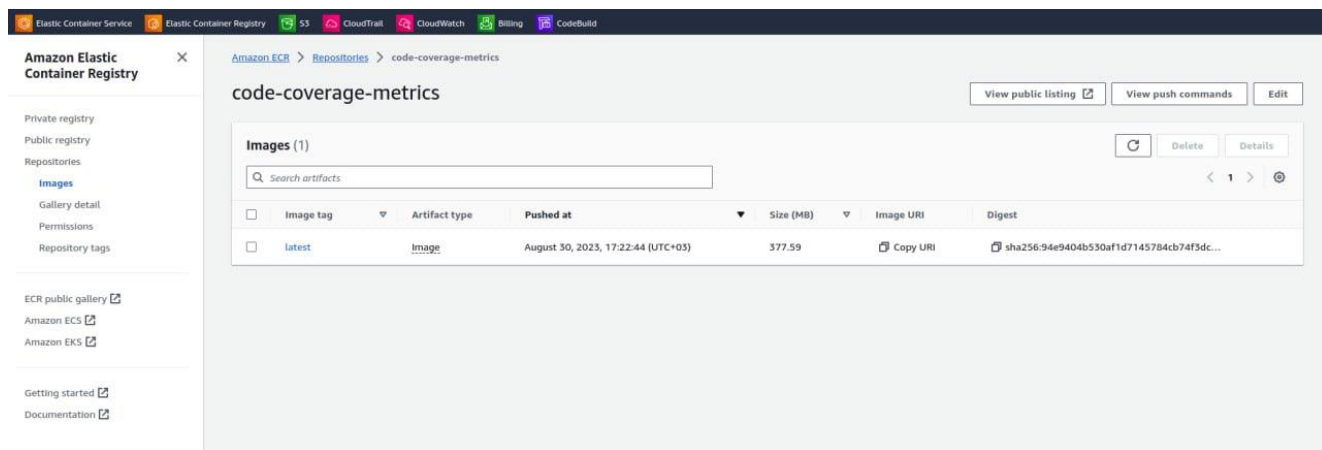 Elastic Container Service Elastic Container Registry S3 CloudTrail CloudWatch Billing CodeBuild
Amazon Elastic
Container Registry
Private registry
Public registry
Repositories
Images
Gallery detail
Permissions
Repository tags
ECR public gallery
Amazon ECS
Amazon EKS
Getting started
Documentation
Amazon ECR > Repositories > code-coverage-metrics
code-coverage-metrics
View public listing View push commands Edit
Images (1)
Delete Details
Search artifacts
< 1 >
Image tag Artifact type Pushed at Size (MB) Image URI Digest
latest Image August 30, 2023, 17:22:44 (UTC+03) 377.59 Copy URI sha256:94e9404b530af1d7145784cb74f3dc...